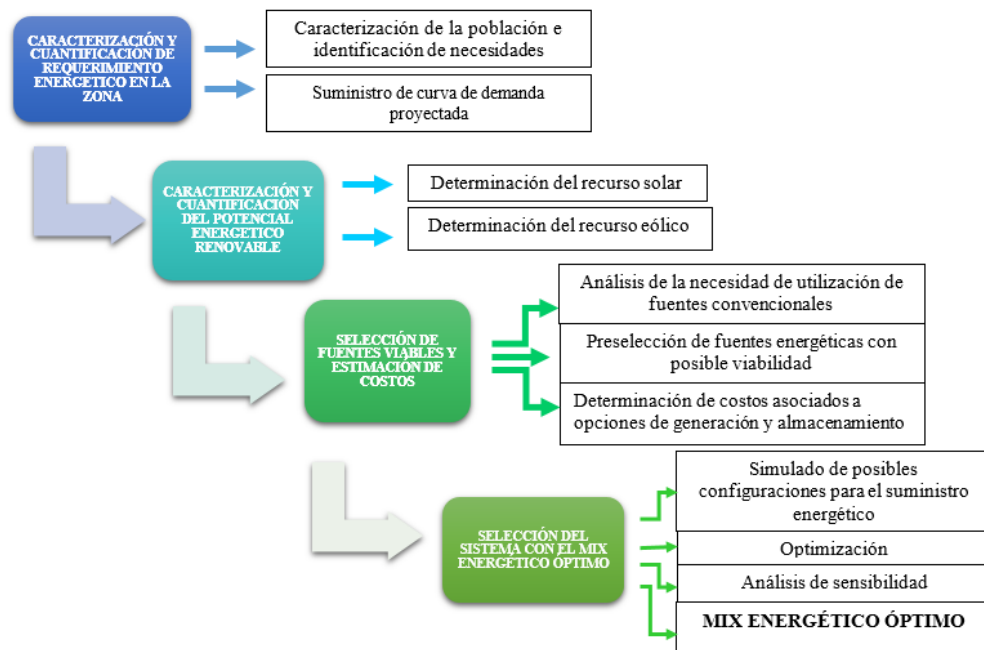 CARACTERIZACIÓN Y
CUANTIFICACIÓN DE
REQUERIMIENTO
ENERGETICO EN LA
ZONA
Caracterización de la población e
identificación de necesidades
Suministro de curva de demanda
proyectada
CARACTERIZACIÓN Y
CUANTIFICACION
DEL POTENCIAL
ENERGETICO
RENOVABLE
Determinación del recurso solar
Determinación del recurso eólico
SELECCIÓN DE
FUENTES VIABLES Y
ESTIMACIÓN DE
COSTOS
Análisis de la necesidad de utilización de
fuentes convencionales
Preselección de fuentes energéticas con
posible viabilidad
Determinación de costos asociados a
opciones de generación y almacenamiento
SELECCIÓN DEL
SISTEMA CON EL MIX
ENERGETICO ÓPTIMO
Simulado de posibles
configuraciones para el suministro
energético
Optimización
Análisis de sensibilidad
MIX ENERGÉTICO ÓPTIMO